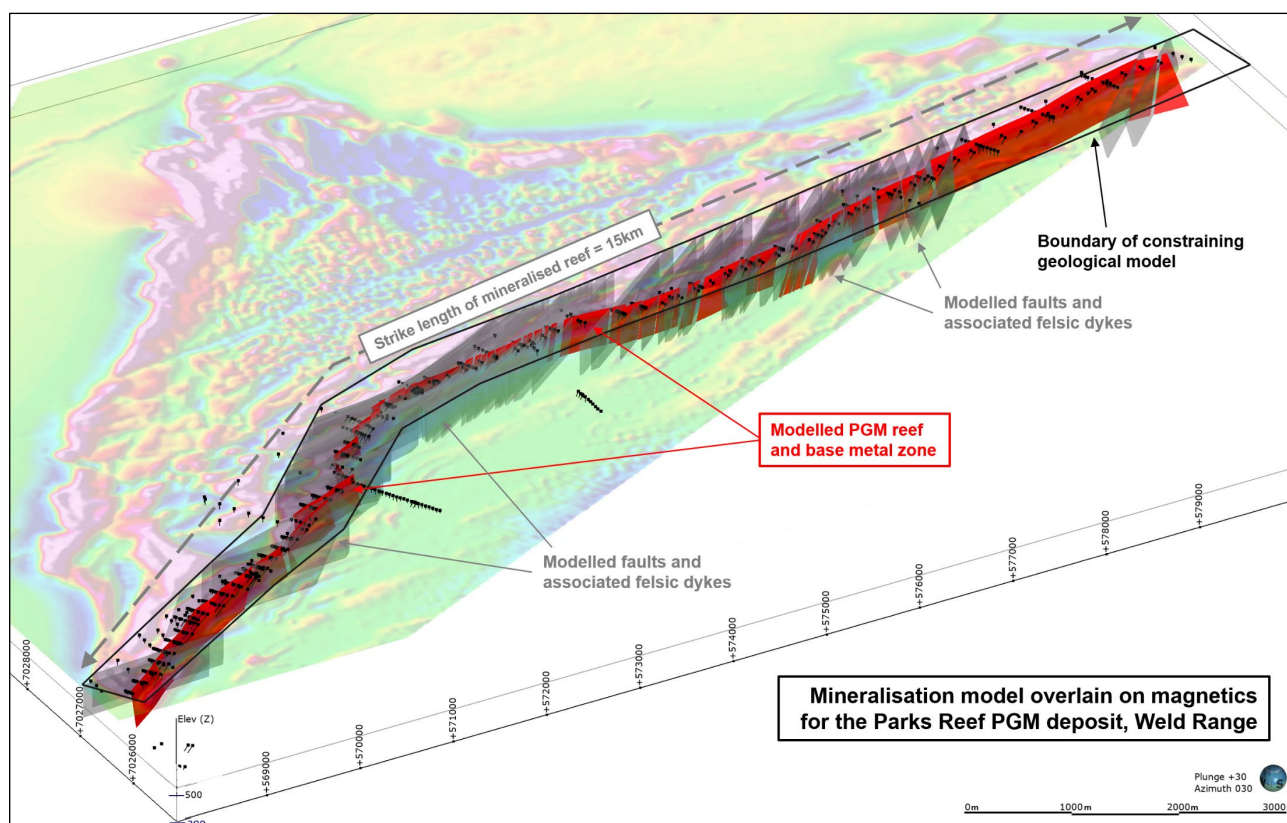 Strike length of mineralised reef = 15km
Boundary of constraining
geological model
Modelled faults and
associated felsic dykes
Modelled PGM reef
and base metal zone
Modelled faults and
associated felsic dykes
+579000
+578000
+577000
+576000
+575000
+574000
+573000
+572000
+571000
+570000
+569000
+7028000
+7027000
+7026000
Elev (Z)
500
Mineralisation model overlain on magnetics
for the Parks Reef PGM deposit, Weld Range
Plunge +30
Azimuth 030
S
0m
1000m
2000m
3000